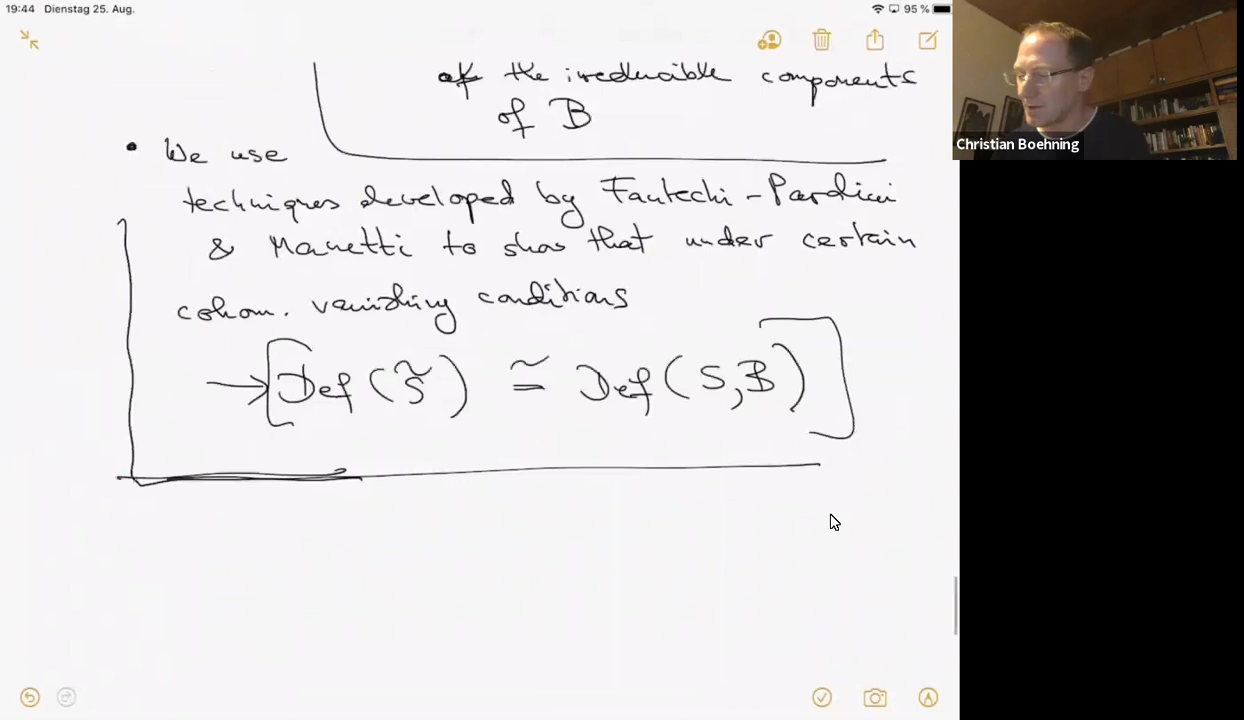 19:44 Dienstag 25. Aug.
95 %
of the irreducible components
of B
• We use
techniques developed by Fantechi - Pardini
& Manetti to show that under certain
cohom. vanishing conditions
→ [ Def (S̃) ≅ Def (S, B) ]
Christian Boehning